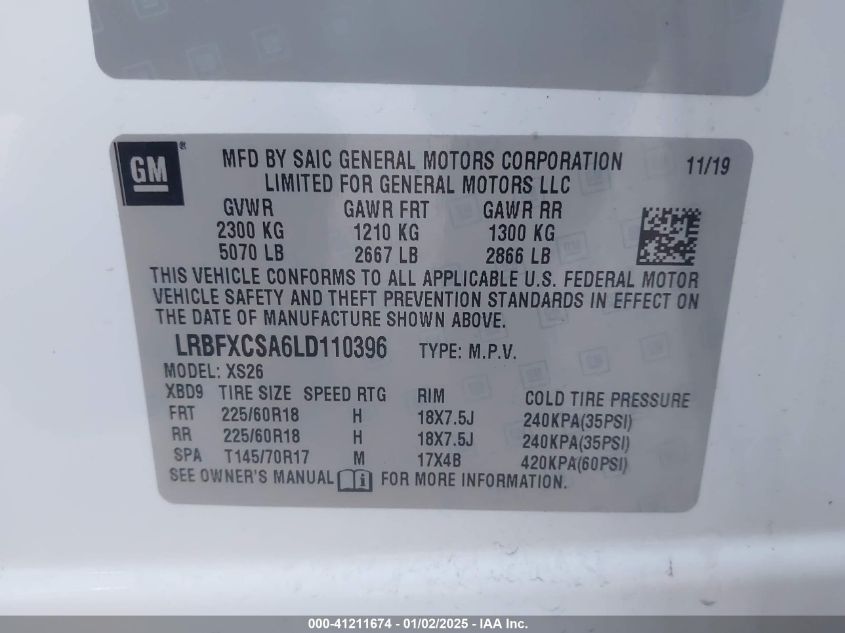 GM®
MFD BY SAIC GENERAL MOTORS CORPORATION 11/19
LIMITED FOR GENERAL MOTORS LLC
GVWR GAWR FRT GAWR RR
2300 KG 1210 KG 1300 KG
5070 LB 2667 LB 2866 LB
THIS VEHICLE CONFORMS TO ALL APPLICABLE U.S. FEDERAL MOTOR
VEHICLE SAFETY AND THEFT PREVENTION STANDARDS IN EFFECT ON
THE DATE OF MANUFACTURE SHOWN ABOVE.
LRBFXCSA6LD110396 TYPE: M.P.V.
MODEL: XS26
XBD9 TIRE SIZE SPEED RTG RIM COLD TIRE PRESSURE
FRT 225/60R18 H 18X7.5J 240KPA(35PSI)
RR 225/60R18 H 18X7.5J 240KPA(35PSI)
SPA T145/70R17 M 17X4B 420KPA(60PSI)
SEE OWNER'S MANUAL FOR MORE INFORMATION.
000-41211674 | 01/02/2025 - IAA Inc.